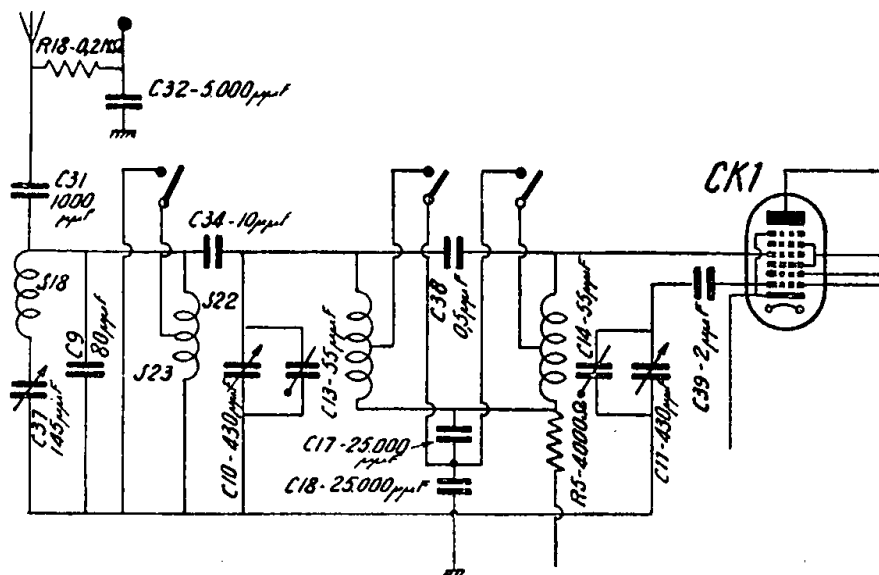 R18-0,2MΩ
C32-5.000µµF
C31
1000
µµF
CK1
C34-10µµF
S18
S22
C38
0,5µµF
C14-55µµF
C9
80µµF
S23
C13-55µµF
C39-2µµF
C37
145µµF
C10-430µµF
C17-25.000
µµF
R5-4000Ω
C11-430µµF
C18-25.000µµF